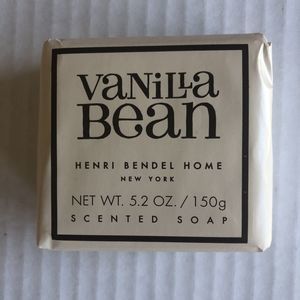 VaNiLLa
Bean
HENRI BENDEL HOME
NEW YORK
NET WT. 5.2 OZ. / 150g
SCENTED SOAP